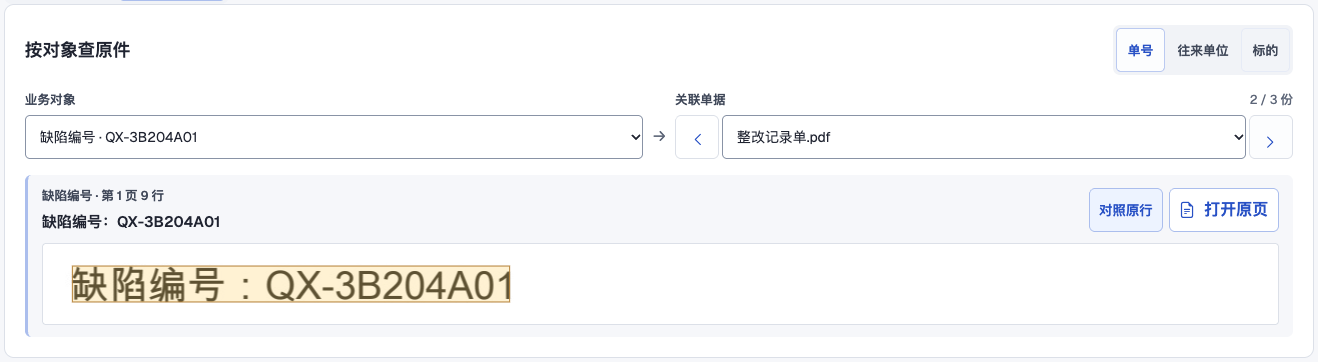 按对象查原件
单号 往来单位 标的
业务对象
缺陷编号 · QX-3B204A01
→
关联单据 2 / 3 份
整改记录单.pdf
缺陷编号 · 第 1 页 9 行
缺陷编号：QX-3B204A01
对照原行 打开原页
缺陷编号：QX-3B204A01